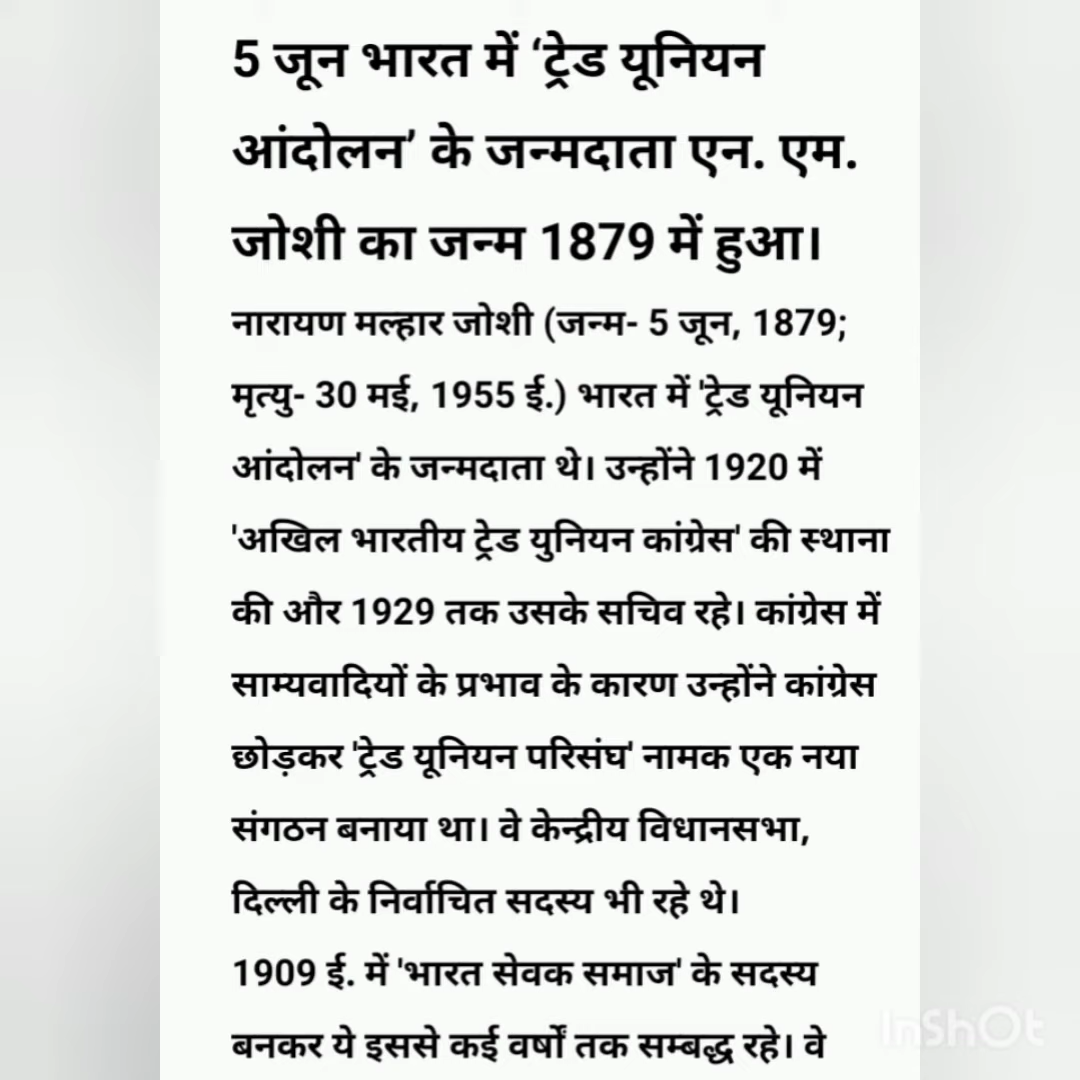 5 जून भारत में ‘ट्रेड यूनियन
आंदोलन’ के जन्मदाता एन. एम.
जोशी का जन्म 1879 में हुआ।
नारायण मल्हार जोशी (जन्म- 5 जून, 1879;
मृत्यु- 30 मई, 1955 ई.) भारत में 'ट्रेड यूनियन
आंदोलन' के जन्मदाता थे। उन्होंने 1920 में
'अखिल भारतीय ट्रेड युनियन कांग्रेस' की स्थाना
की और 1929 तक उसके सचिव रहे। कांग्रेस में
साम्यवादियों के प्रभाव के कारण उन्होंने कांग्रेस
छोड़कर 'ट्रेड यूनियन परिसंघ' नामक एक नया
संगठन बनाया था। वे केन्द्रीय विधानसभा,
दिल्ली के निर्वाचित सदस्य भी रहे थे।
1909 ई. में 'भारत सेवक समाज' के सदस्य
बनकर ये इससे कई वर्षों तक सम्बद्ध रहे। वे
InShOt